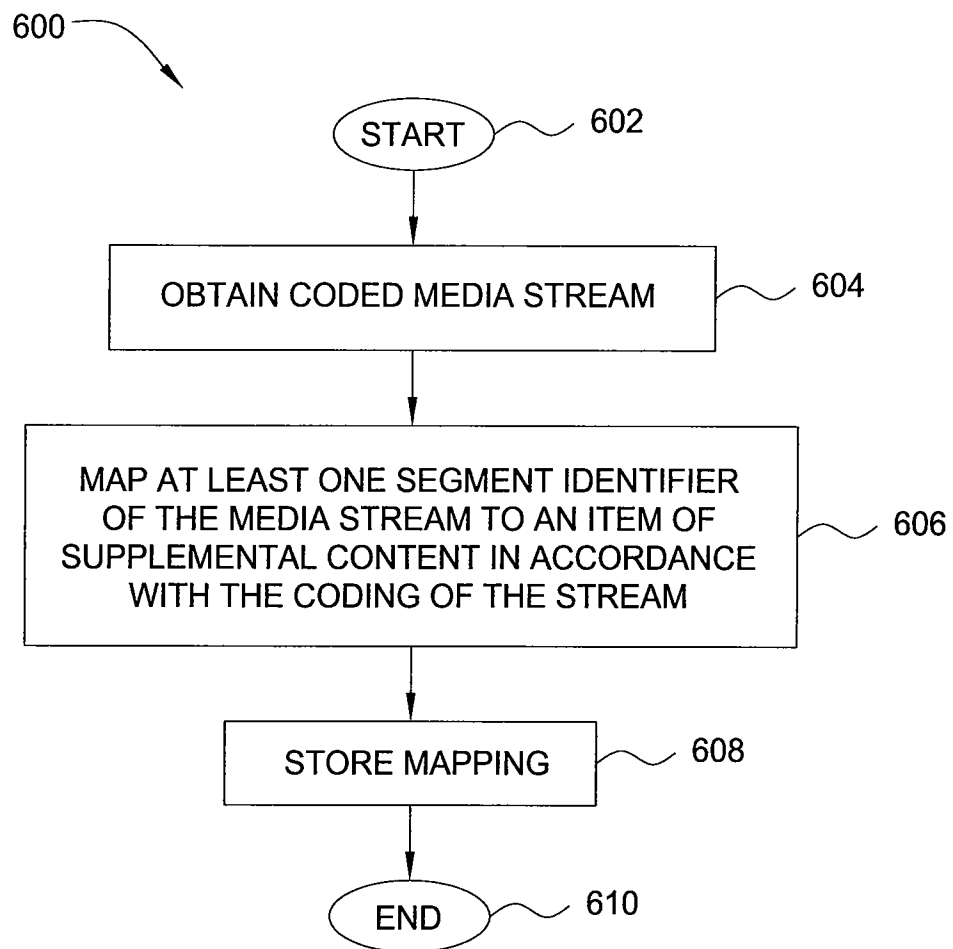 600
START
602
OBTAIN CODED MEDIA STREAM
604
MAP AT LEAST ONE SEGMENT IDENTIFIER
OF THE MEDIA STREAM TO AN ITEM OF
SUPPLEMENTAL CONTENT IN ACCORDANCE
WITH THE CODING OF THE STREAM
606
STORE MAPPING
608
END
610